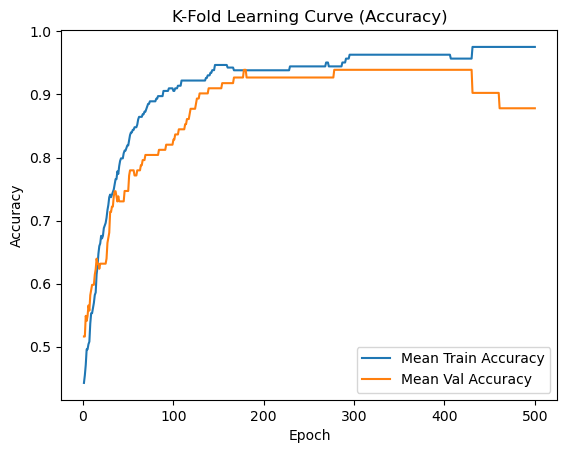 K-Fold Learning Curve (Accuracy)
1.0
0.9
0.8
0.7
0.6
0.5
Accuracy
Mean Train Accuracy
Mean Val Accuracy
0 100 200 300 400 500
Epoch